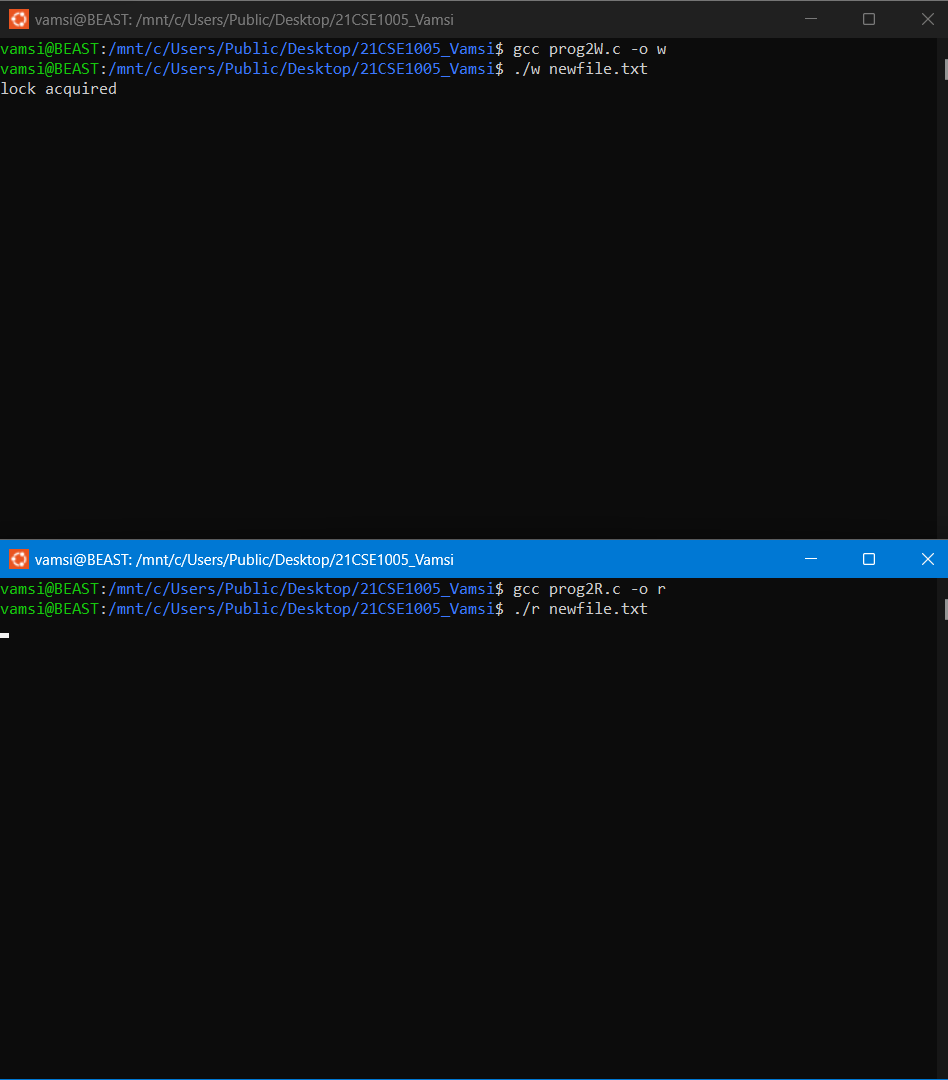 vamsi@BEAST: /mnt/c/Users/Public/Desktop/21CSE1005_Vamsi
vamsi@BEAST:/mnt/c/Users/Public/Desktop/21CSE1005_Vamsi$ gcc prog2W.c -o w
vamsi@BEAST:/mnt/c/Users/Public/Desktop/21CSE1005_Vamsi$ ./w newfile.txt
lock acquired
vamsi@BEAST: /mnt/c/Users/Public/Desktop/21CSE1005_Vamsi
vamsi@BEAST:/mnt/c/Users/Public/Desktop/21CSE1005_Vamsi$ gcc prog2R.c -o r
vamsi@BEAST:/mnt/c/Users/Public/Desktop/21CSE1005_Vamsi$ ./r newfile.txt